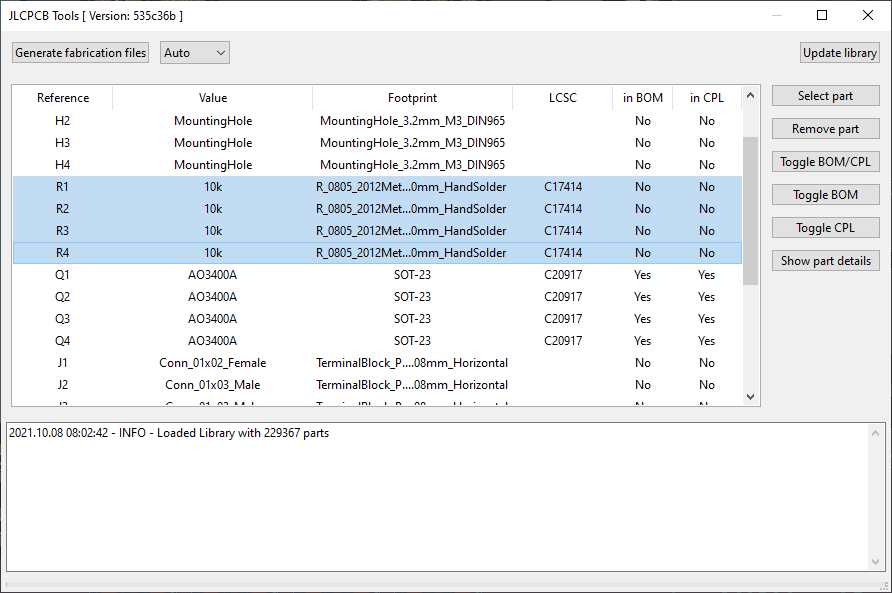 JLCPCB Tools [ Version: 535c36b ]
Generate fabrication files Auto Update library
Reference Value Footprint LCSC in BOM in CPL
H2 MountingHole MountingHole_3.2mm_M3_DIN965 No No
H3 MountingHole MountingHole_3.2mm_M3_DIN965 No No
H4 MountingHole MountingHole_3.2mm_M3_DIN965 No No
R1 10k R_0805_2012Met...0mm_HandSolder C17414 No No
R2 10k R_0805_2012Met...0mm_HandSolder C17414 No No
R3 10k R_0805_2012Met...0mm_HandSolder C17414 No No
R4 10k R_0805_2012Met...0mm_HandSolder C17414 No No
Q1 AO3400A SOT-23 C20917 Yes Yes
Q2 AO3400A SOT-23 C20917 Yes Yes
Q3 AO3400A SOT-23 C20917 Yes Yes
Q4 AO3400A SOT-23 C20917 Yes Yes
J1 Conn_01x02_Female TerminalBlock_P....08mm_Horizontal No No
J2 Conn_01x03_Male TerminalBlock_P....08mm_Horizontal No No
Select part
Remove part
Toggle BOM/CPL
Toggle BOM
Toggle CPL
Show part details
2021.10.08 08:02:42 - INFO - Loaded Library with 229367 parts